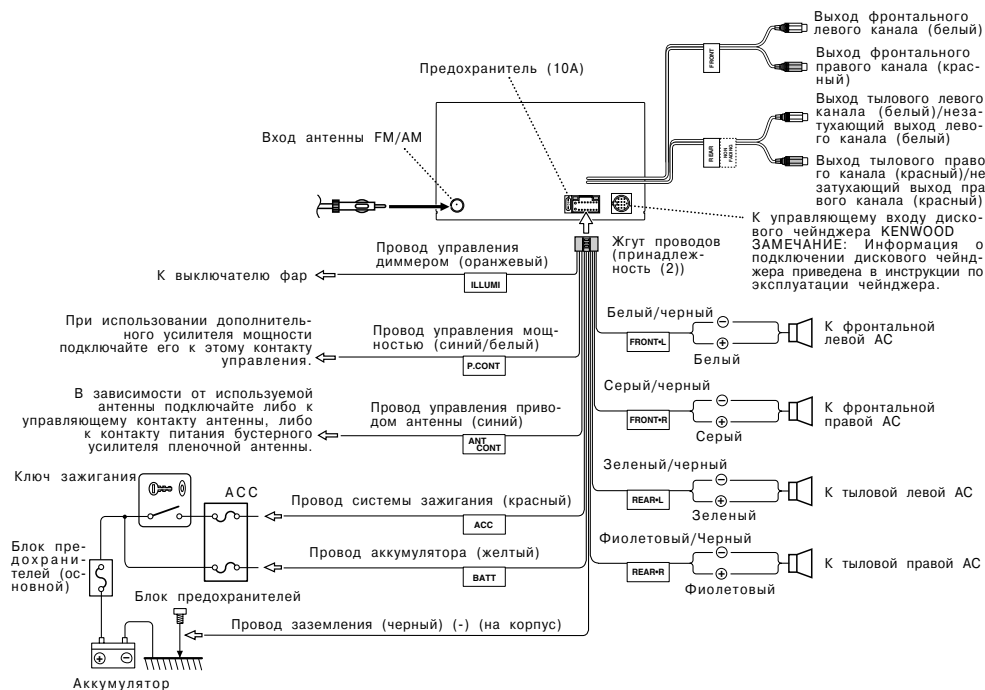 Выход фронтального
левого канала (белый)
Выход фронтального
правого канала (крас-
ный)
FRONT
Предохранитель (10A)
Выход тылового левого
канала (белый)/неза-
тухающий выход лево-
го канала (белый)
Вход антенны FM/AM
REAR
NON
FADING
Выход тылового право
го канала (красный)/не
затухающий выход пра
вого канала (красный)
К управляющему входу диско-
вого чейнджера KENWOOD
ЗАМЕЧАНИЕ: Информация о
подключении дискового чейнд-
жера приведена в инструкции по
эксплуатации чейнджера.
Жгут проводов
(принадлеж-
ность (2))
Провод управления
диммером (оранжевый)
К выключателю фар
ILLUMI
При использовании дополнитель-
ного усилителя мощности
подключайте его к этому контакту
управления.
Провод управления мощ-
ностью (синий/белый)
P.CONT
Белый/черный
FRONT•L
Белый
К фронтальной
левой АС
В зависимости от используемой
антенны подключайте либо к
управляющему контакту антенны, либо
к контакту питания бустерного
усилителя пленочной антенны.
Провод управления приво-
дом антенны (синий)
ANT
CONT
Серый/черный
FRONT•R
Серый
К фронтальной
правой АС
Ключ зажигания
АСС
Провод системы зажигания (красный)
ACC
Зеленый/черный
REAR•L
Зеленый
К тыловой левой АС
Блок пре-
дохрани-
телей (ос-
новной)
Провод аккумулятора (желтый)
BATT
Фиолетовый/Черный
REAR•R
Фиолетовый
К тыловой правой АС
Блок предохранителей
Провод заземления (черный) (-) (на корпус)
Аккумулятор